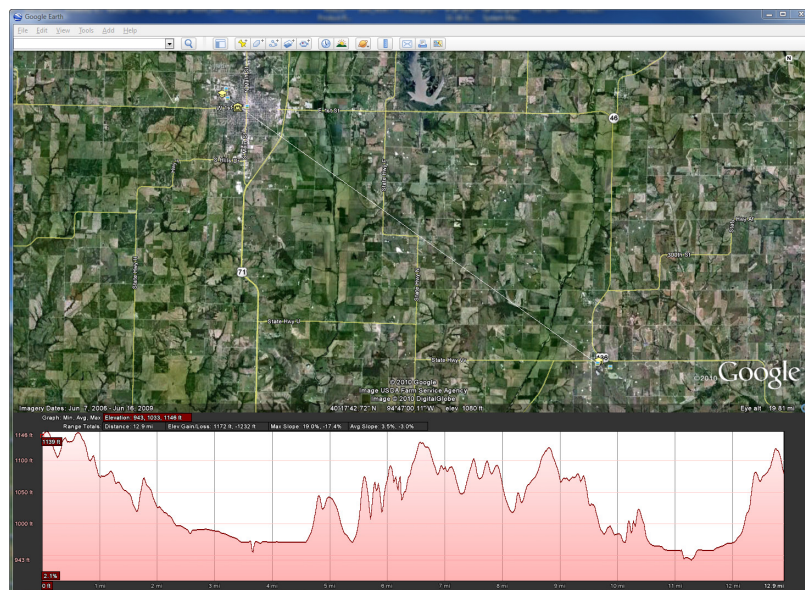 Google Earth
File Edit View Tools Add Help
46
71
State Hwy J
State Hwy V
300th St
© 2010 Google
Image USDA Farm Service Agency
Image © 2010 DigitalGlobe
©2010 Google
Imagery Dates: Jun 7, 2006 - Jun 16, 2009
40°17'42.72" N 94°47'00.11" W elev 1060 ft
Eye alt 19.81 mi
Graph: Min, Avg, Max Elevation: 943, 1033, 1146 ft
Range Totals: Distance: 12.9 mi Elev Gain/Loss: 1172 ft, -1232 ft Max Slope: 19.0%, -17.4% Avg Slope: 3.5%, -3.0%
1146 ft
1139 ft
1100 ft
1050 ft
1000 ft
943 ft
2.1%
0 ft 1 mi 2 mi 3 mi 4 mi 5 mi 6 mi 7 mi 8 mi 9 mi 10 mi 11 mi 12 mi 12.9 mi